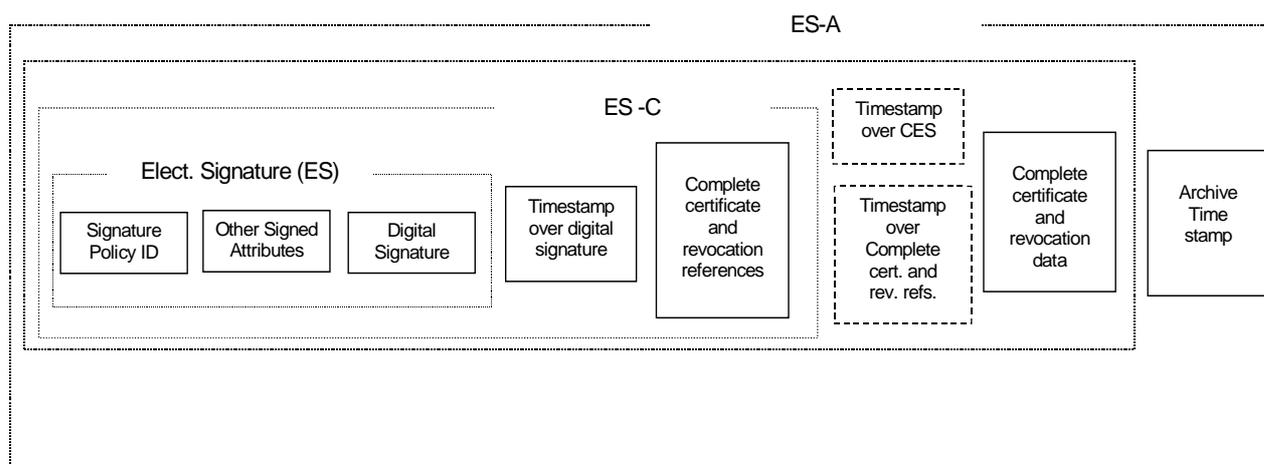 ES-A
ES -C
Elect. Signature (ES)
Signature
Policy ID
Other Signed
Attributes
Digital
Signature
Timestamp
over digital
signature
Complete
certificate
and
revocation
references
Timestamp
over CES
Timestamp
over
Complete
cert. and
rev. refs.
Complete
certificate
and
revocation
data
Archive
Time
stamp